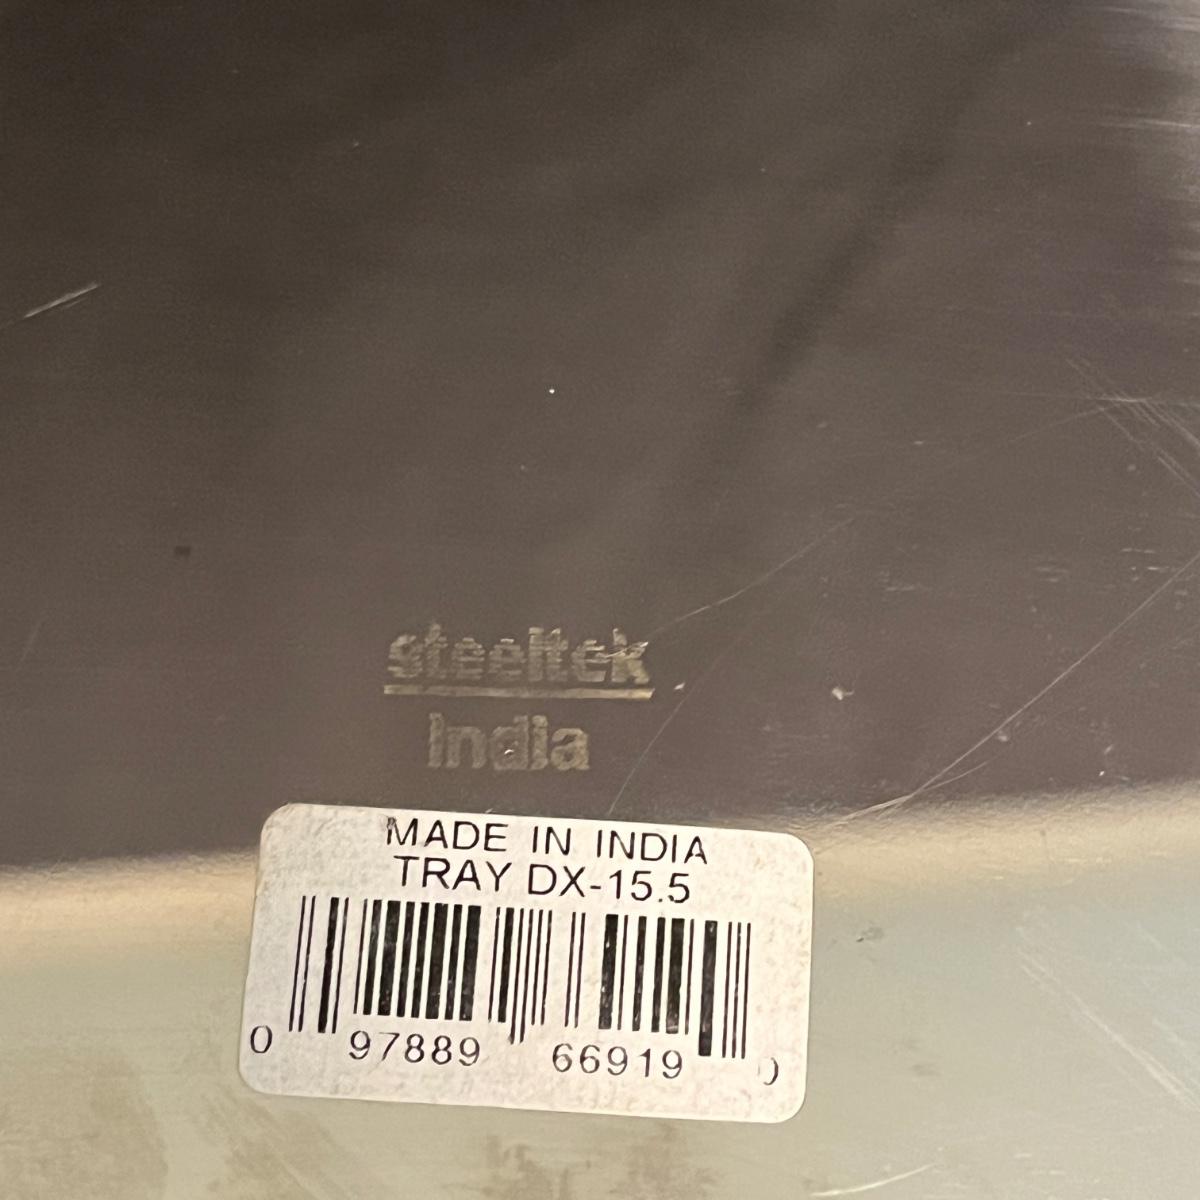 steeltek
India
MADE IN INDIA
TRAY DX-15.5
0 97889 66919 0